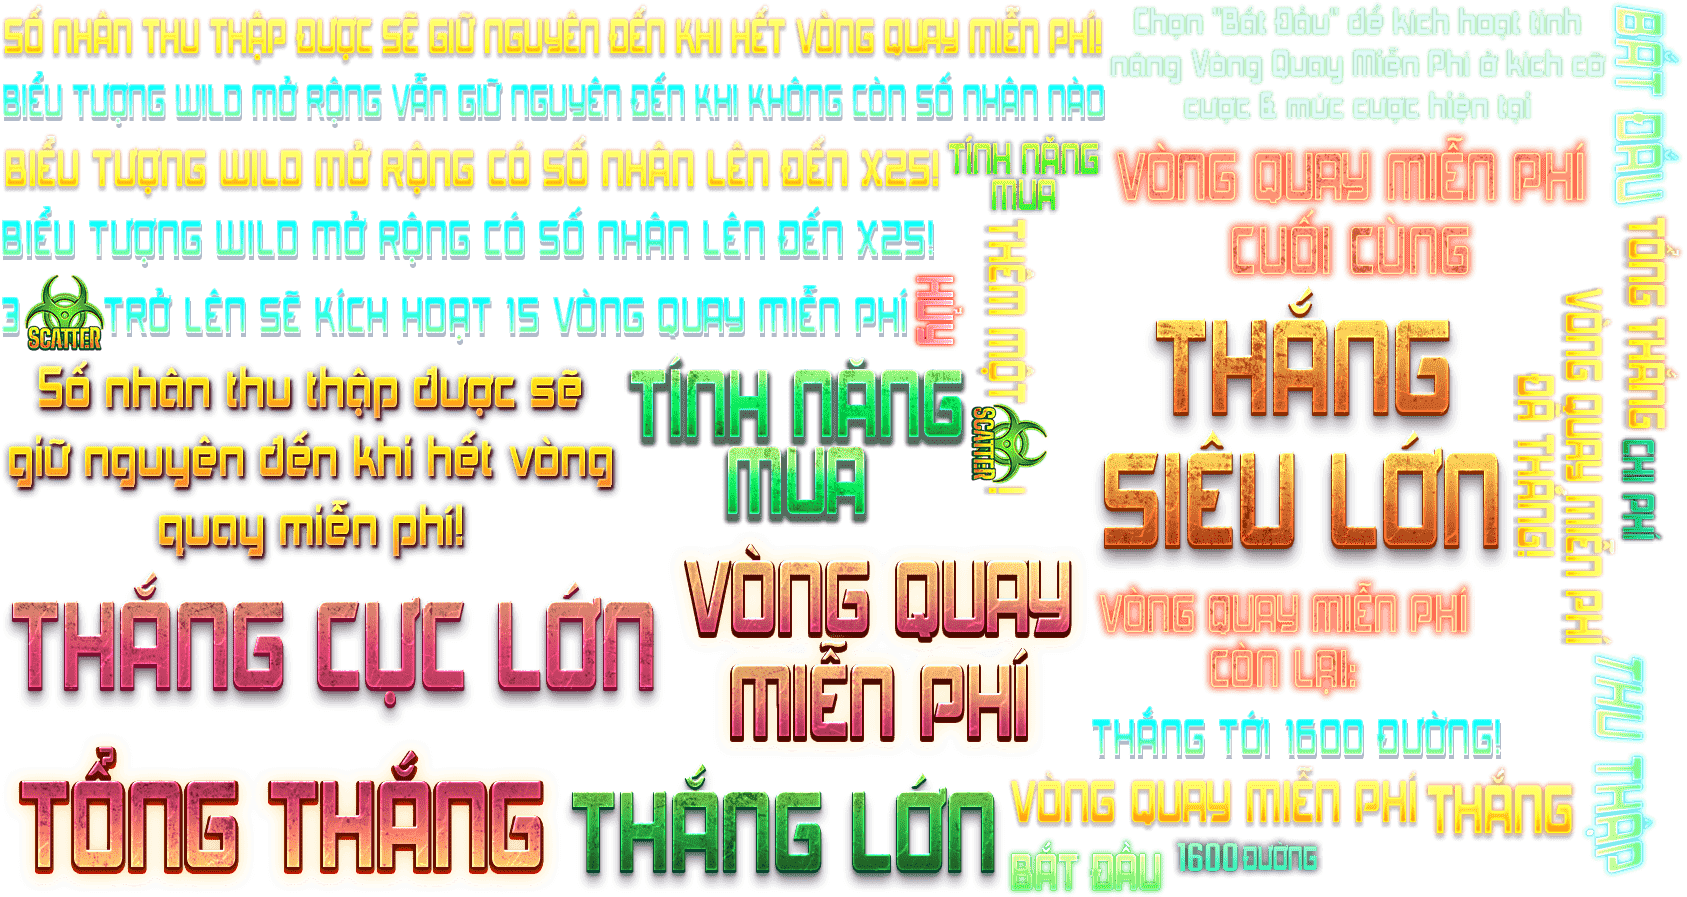 SỐ NHÂN THU THẬP ĐƯỢC SẼ GIỮ NGUYÊN ĐẾN KHI HẾT VÒNG QUAY MIỄN PHÍ!
BIỂU TƯỢNG WILD MỞ RỘNG VẪN GIỮ NGUYÊN ĐẾN KHI KHÔNG CÒN SỐ NHÂN NÀO
BIỂU TƯỢNG WILD MỞ RỘNG CÓ SỐ NHÂN LÊN ĐẾN X25!
BIỂU TƯỢNG WILD MỞ RỘNG CÓ SỐ NHÂN LÊN ĐẾN X25!
3 SCATTER TRỞ LÊN SẼ KÍCH HOẠT 15 VÒNG QUAY MIỄN PHÍ
HỦY
TÍNH NĂNG
MUA
THÊM MỘT SCATTER !
Chọn "Bắt Đầu" để kích hoạt tính
năng Vòng Quay Miễn Phí ở kích cỡ
cược & mức cược hiện tại
BẮT ĐẦU
VÒNG QUAY MIỄN PHÍ
CUỐI CÙNG
TỔNG THẮNG
CHI PHÍ
VÒNG QUAY MIỄN PHÍ
ĐÃ THẮNG!
Số nhân thu thập được sẽ
giữ nguyên đến khi hết vòng
quay miễn phí!
TÍNH NĂNG
MUA
THẮNG
SIÊU LỚN
THẮNG CỰC LỚN
VÒNG QUAY
MIỄN PHÍ
VÒNG QUAY MIỄN PHÍ
CÒN LẠI:
THU THẬP
THẮNG TỚI 1600 ĐƯỜNG!
TỔNG THẮNG
THẮNG LỚN
VÒNG QUAY MIỄN PHÍ
THẮNG
BẮT ĐẦU
1600 ĐƯỜNG